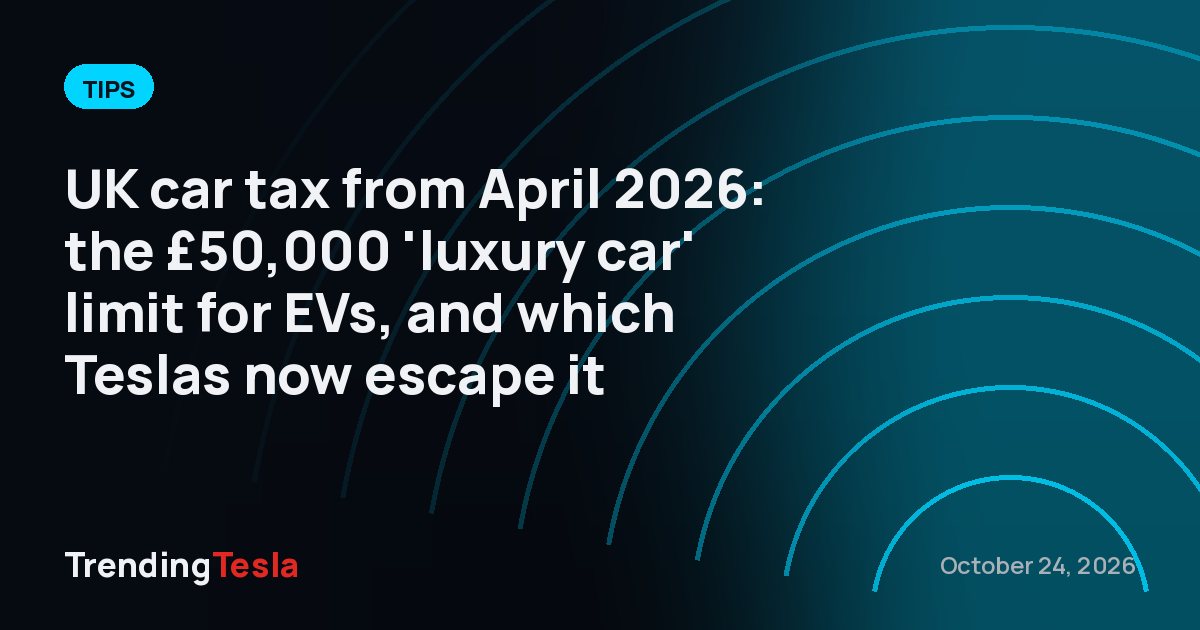 TIPS
UK car tax from April 2026:
the £50,000 'luxury car'
limit for EVs, and which
Teslas now escape it
TrendingTesla
October 24, 2026